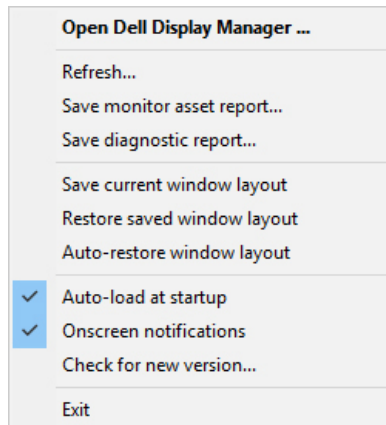 Open Dell Display Manager ...
Refresh...
Save monitor asset report...
Save diagnostic report...
Save current window layout
Restore saved window layout
Auto-restore window layout
Auto-load at startup
Onscreen notifications
Check for new version...
Exit